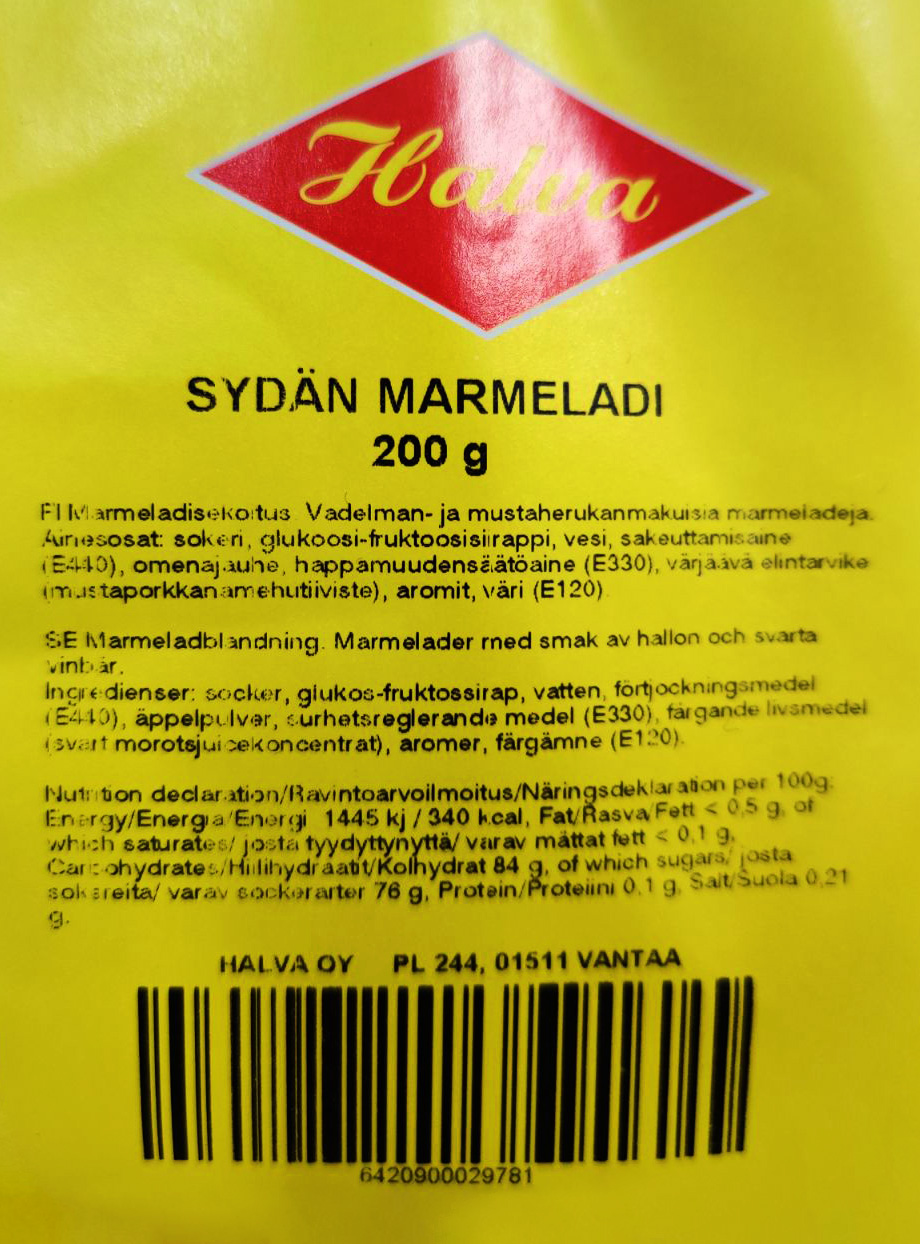 Halva
SYDÄN MARMELADI
200 g
FI Marmeladisekoitus. Vadelman- ja mustaherukanmakuisia marmeladeja.
Ainesosat: sokeri, glukoosi-fruktoosisiirappi, vesi, sakeuttamisaine
(E440), omenajauhe, happamuudensäätöaine (E330), värjäävä elintarvike
(mustaporkkanamehutiiviste), aromit, väri (E120).
SE Marmeladblandning. Marmelader med smak av hallon och svarta
vinbär.
Ingredienser: socker, glukos-fruktossirap, vatten, förtjockningsmedel
(E440), äppelpulver, surhetsreglerande medel (E330), färgande livsmedel
(svart morotsjuicekoncentrat), aromer, färgämne (E120).
Nutrition declaration/Ravintoarvoilmoitus/Näringsdeklaration per 100g:
Energy/Energia/Energi 1445 kj / 340 kcal, Fat/Rasva/Fett < 0,5 g, of
which saturates/ josta tyydyttynyttä/ varav mättat fett < 0,1 g,
Carbohydrates/Hiilihydraatit/Kolhydrat 84 g, of which sugars/ josta
sokereita/ varav sockerarter 76 g, Protein/Proteiini 0,1 g, Salt/Suola 0,21
g.
HALVA OY PL 244, 01511 VANTAA
6420900029781